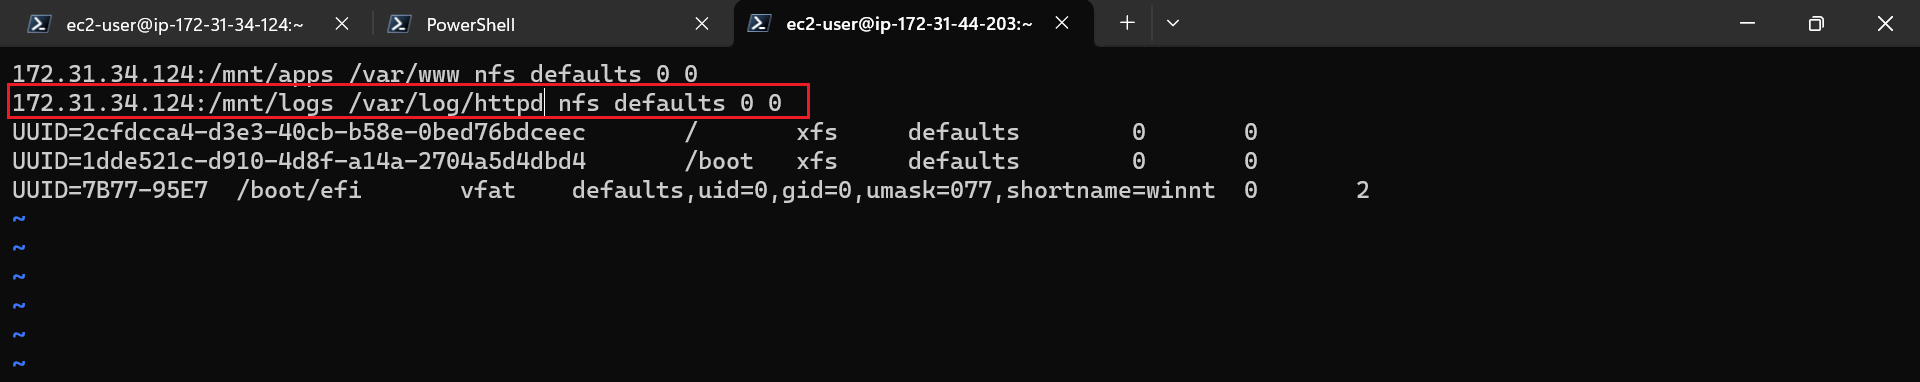 ec2-user@ip-172-31-34-124:~ PowerShell ec2-user@ip-172-31-44-203:~
172.31.34.124:/mnt/apps /var/www nfs defaults 0 0
172.31.34.124:/mnt/logs /var/log/httpd nfs defaults 0 0
UUID=2cfdcca4-d3e3-40cb-b58e-0bed76bdceec / xfs defaults 0 0
UUID=1dde521c-d910-4d8f-a14a-2704a5d4dbd4 /boot xfs defaults 0 0
UUID=7B77-95E7 /boot/efi vfat defaults,uid=0,gid=0,umask=077,shortname=winnt 0 2
~
~
~
~
~
~